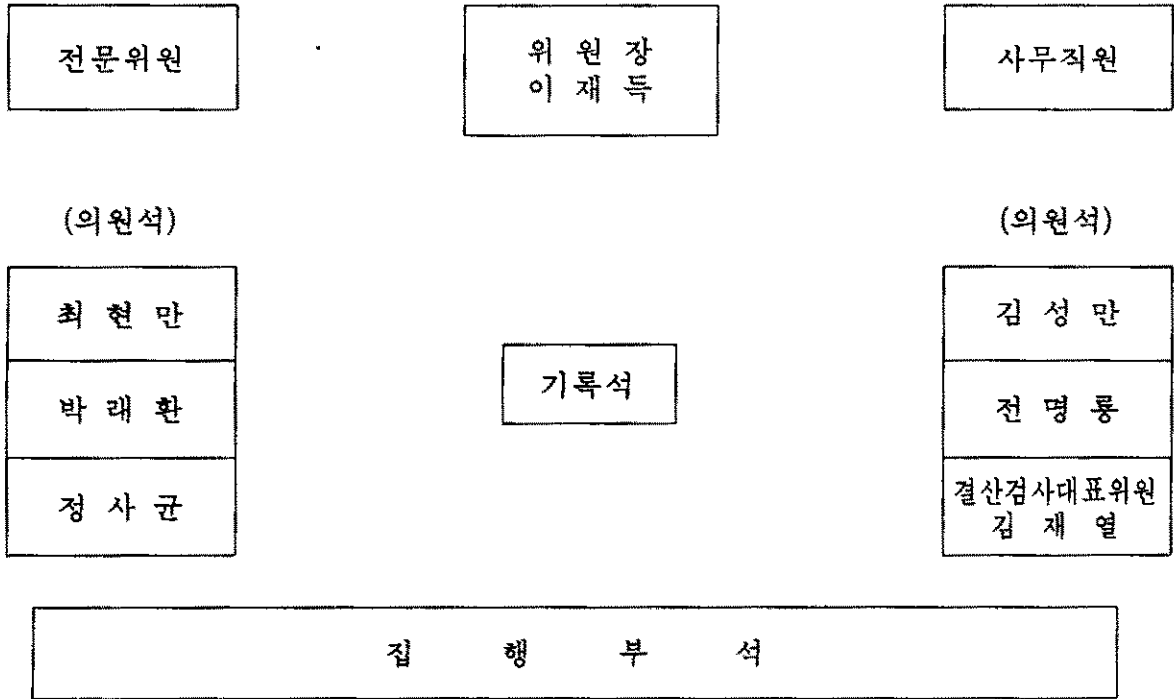 전문위원
위 원 장
이 재 득
사무직원
(의원석)
(의원석)
최 현 만
박 래 환
정 사 균
기록석
김 성 만
전 명 룡
결산검사대표위원
김 재 열
집 행 부 석